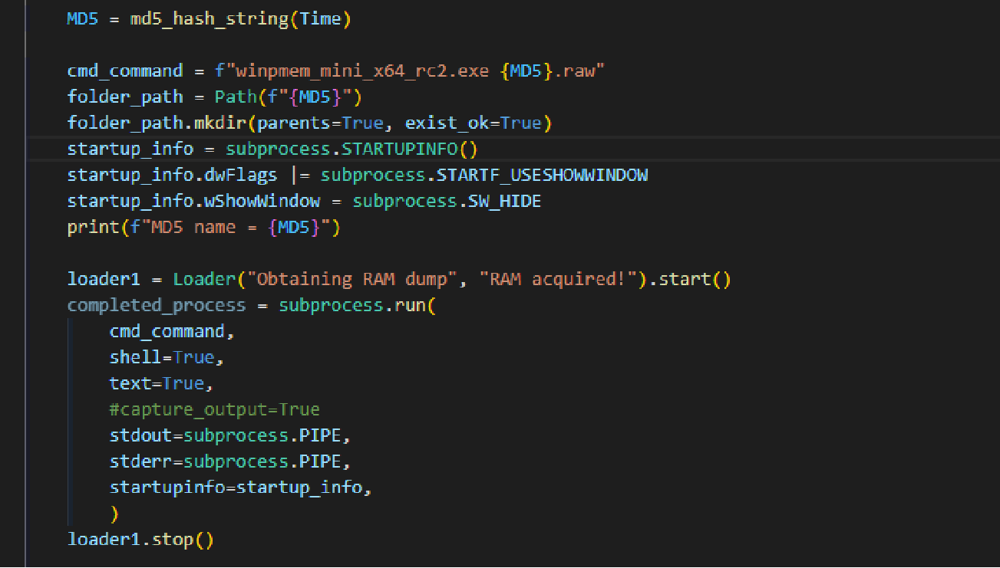 MD5 = md5_hash_string(Time)
cmd_command = f"winpmem_mini_x64_rc2.exe {MD5}.raw"
folder_path = Path(f"{MD5}")
folder_path.mkdir(parents=True, exist_ok=True)
startup_info = subprocess.STARTUPINFO()
startup_info.dwFlags |= subprocess.STARTF_USESHOWWINDOW
startup_info.wShowWindow = subprocess.SW_HIDE
print(f"MD5 name = {MD5}")
loader1 = Loader("Obtaining RAM dump", "RAM acquired!").start()
completed_process = subprocess.run(
cmd_command,
shell=True,
text=True,
#capture_output=True
stdout=subprocess.PIPE,
stderr=subprocess.PIPE,
startupinfo=startup_info,
)
loader1.stop()